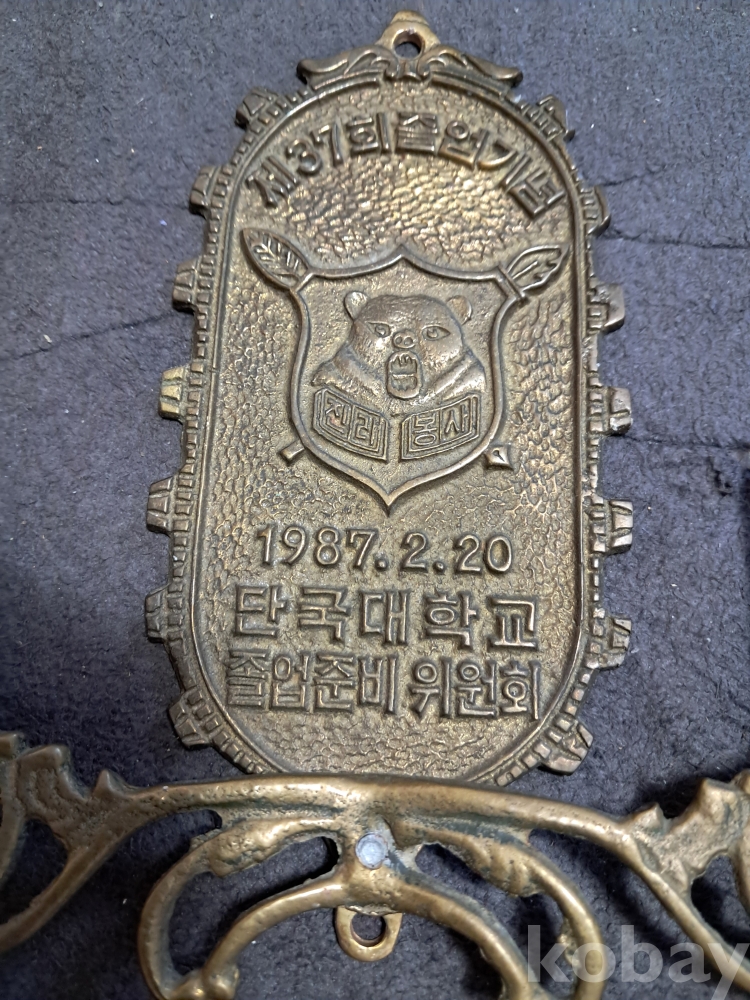 제37회졸업기념
진리 봉사
1987.2.20
단국대학교
졸업준비 위원회
kobay